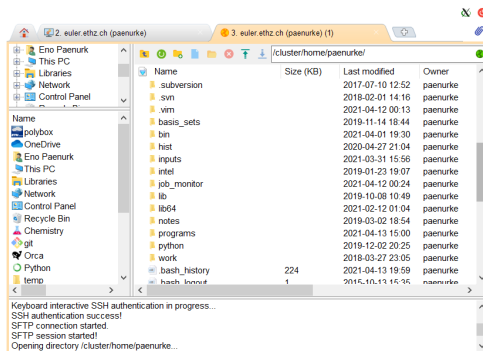 2. euler.ethz.ch (paenurke)
3. euler.ethz.ch (paenurke) (1)
Eno Paenurk
This PC
Libraries
Network
Control Panel
Name
polybox
OneDrive
Eno Paenurk
This PC
Libraries
Network
Control Panel
Recycle Bin
Chemistry
git
Orca
Python
temp
/cluster/home/paenurke/
Name Size (KB) Last modified Owner
.subversion 2017-07-10 12:52 paenurke
.svn 2018-02-01 14:16 paenurke
.vim 2021-04-12 00:13 paenurke
basis_sets 2019-11-14 18:44 paenurke
bin 2021-04-01 19:30 paenurke
hist 2020-04-27 21:04 paenurke
inputs 2021-03-31 15:56 paenurke
intel 2019-01-23 19:07 paenurke
job_monitor 2021-04-12 00:24 paenurke
lib 2019-10-08 10:49 paenurke
lib64 2021-02-12 01:04 paenurke
notes 2019-03-02 18:54 paenurke
programs 2021-04-13 15:00 paenurke
python 2019-12-02 20:25 paenurke
work 2018-03-27 23:05 paenurke
.bash_history 224 2021-04-13 19:59 paenurke
.bash_logout 1 2015-10-13 15:35 paenurke
Keyboard interactive SSH authentication in progress...
SSH authentication success!
SFTP connection started.
SFTP session started!
Opening directory /cluster/home/paenurke...